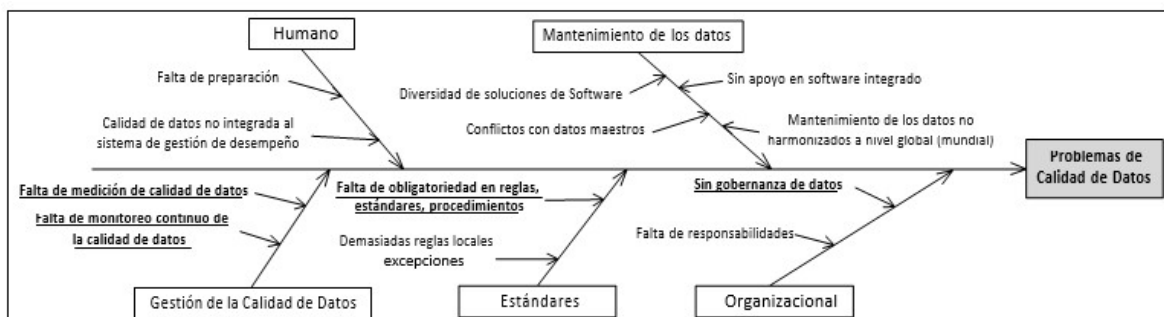 Humano
Mantenimiento de los datos
Falta de preparación
Calidad de datos no integrada al
sistema de gestión de desempeño
Diversidad de soluciones de Software
Sin apoyo en software integrado
Conflictos con datos maestros
Mantenimiento de los datos no
harmonizados a nivel global (mundial)
Problemas de
Calidad de Datos
Falta de medición de calidad de datos
Falta de monitoreo continuo de
la calidad de datos
Falta de obligatoriedad en reglas,
estándares, procedimientos
Demasiadas reglas locales
excepciones
Sin gobernanza de datos
Falta de responsabilidades
Gestión de la Calidad de Datos
Estándares
Organizacional